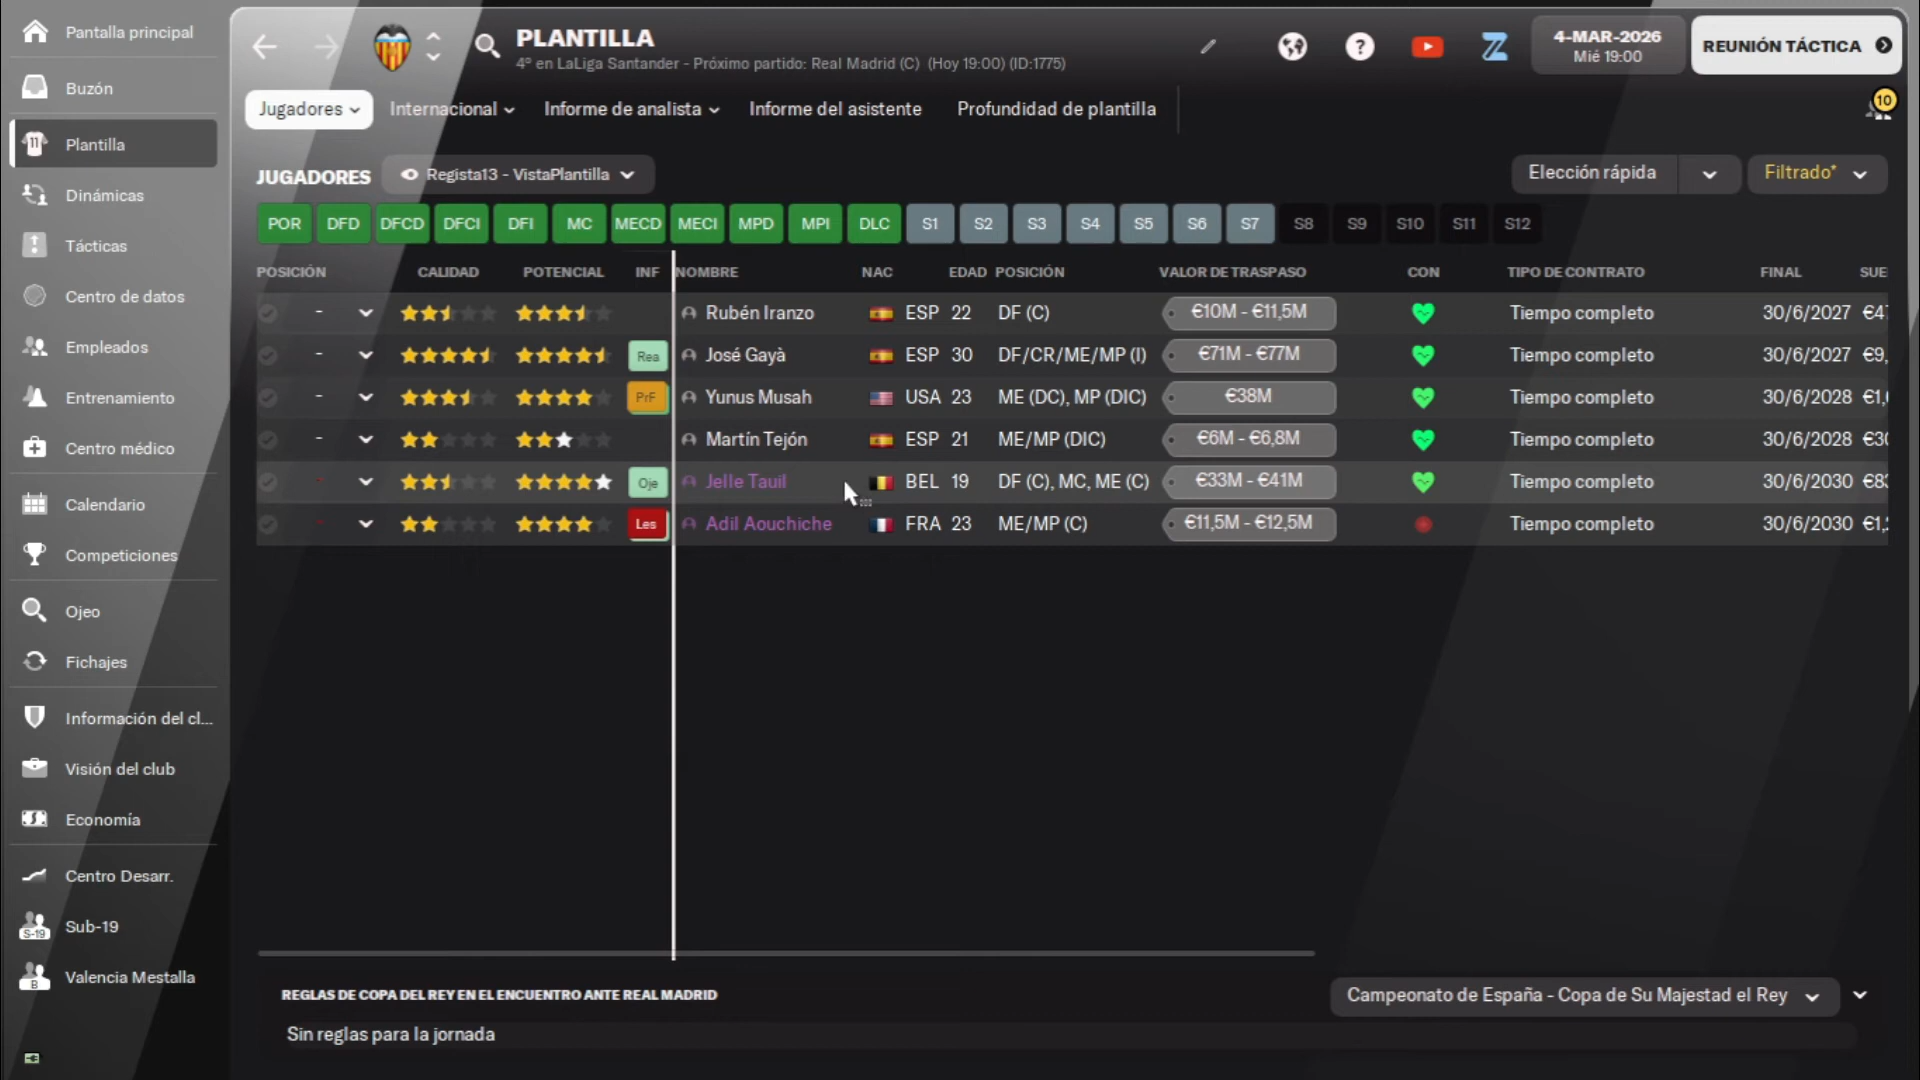 Pantalla principal
Buzón
Plantilla
Dinámicas
Tácticas
Centro de datos
Empleados
Entrenamiento
Centro médico
Calendario
Competiciones
Ojeo
Fichajes
Información del cl...
Visión del club
Economía
Centro Desarr.
S-19
Sub-19
B
Valencia Mestalla
PLANTILLA
4º en LaLiga Santander - Próximo partido: Real Madrid (C) (Hoy 19:00) (ID:1775)
4-MAR-2026
Mié 19:00
REUNIÓN TÁCTICA
Jugadores
Internacional
Informe de analista
Informe del asistente
Profundidad de plantilla
10
JUGADORES
Regista13 - VistaPlantilla
Elección rápida
Filtrado*
POR DFD DFCD DFCI DFI MC MECD MECI MPD MPI DLC S1 S2 S3 S4 S5 S6 S7 S8 S9 S10 S11 S12
POSICIÓN CALIDAD POTENCIAL INF NOMBRE NAC EDAD POSICIÓN VALOR DE TRASPASO CON TIPO DE CONTRATO FINAL SUE
- Rubén Iranzo ESP 22 DF (C) €10M - €11,5M Tiempo completo 30/6/2027 €47
- Rea José Gayà ESP 30 DF/CR/ME/MP (I) €71M - €77M Tiempo completo 30/6/2027 €9,
- PrF Yunus Musah USA 23 ME (DC), MP (DIC) €38M Tiempo completo 30/6/2028 €1,
- Martín Tejón ESP 21 ME/MP (DIC) €6M - €6,8M Tiempo completo 30/6/2028 €30
- Oje Jelle Tauil BEL 19 DF (C), MC, ME (C) €33M - €41M Tiempo completo 30/6/2030 €83
- Les Adil Aouchiche FRA 23 ME/MP (C) €11,5M - €12,5M Tiempo completo 30/6/2030 €1,
REGLAS DE COPA DEL REY EN EL ENCUENTRO ANTE REAL MADRID
Campeonato de España - Copa de Su Majestad el Rey
Sin reglas para la jornada